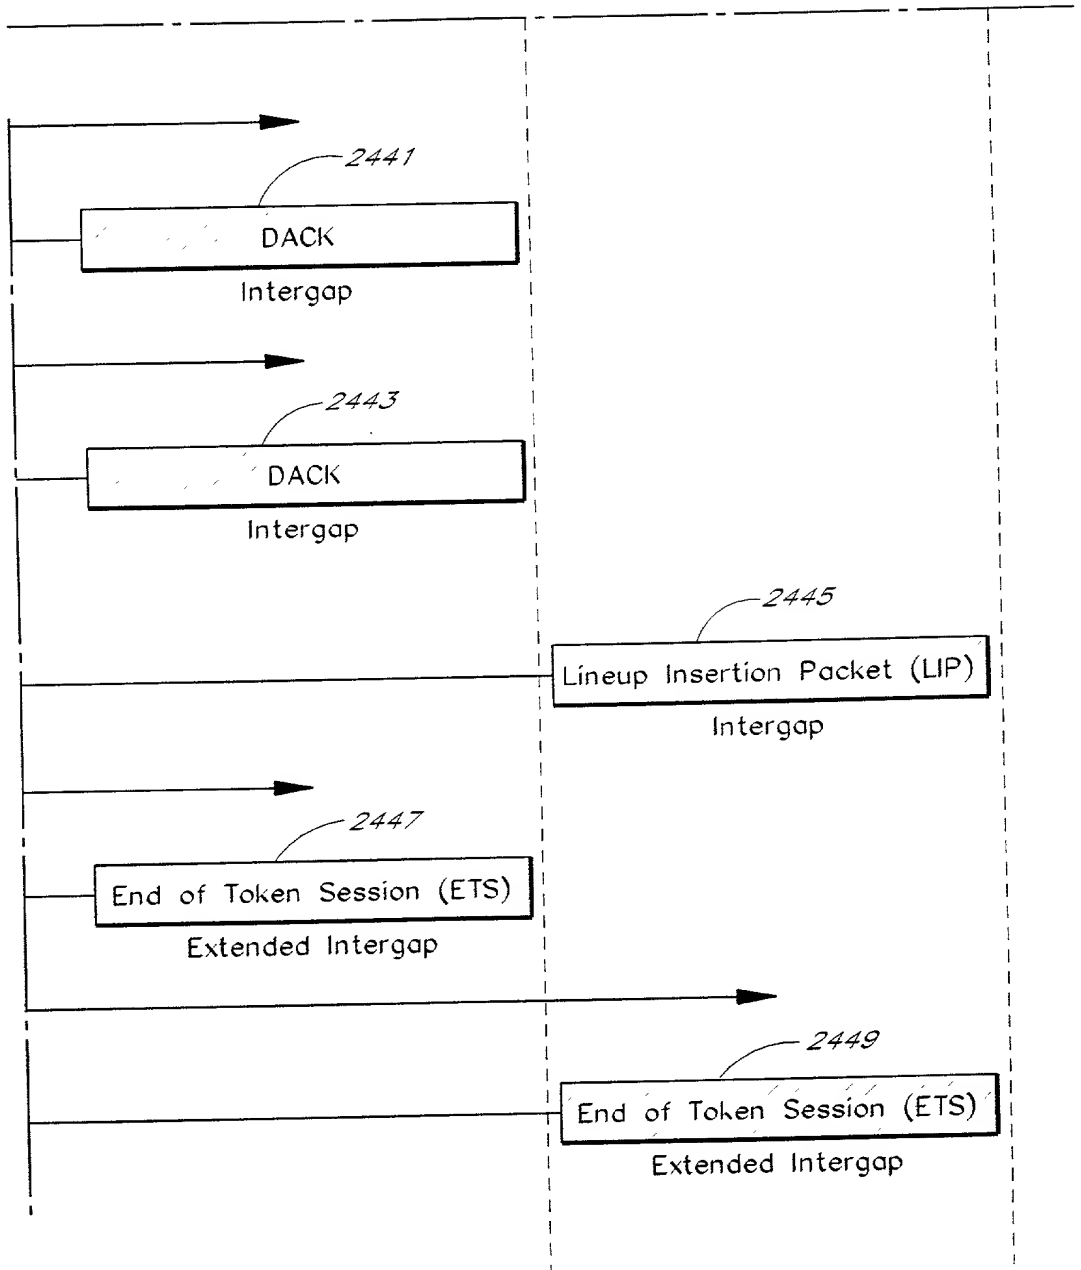 2441
DACK
Intergap
2443
DACK
Intergap
2445
Lineup Insertion Packet (LIP)
Intergap
2447
End of Token Session (ETS)
Extended Intergap
2449
End of Token Session (ETS)
Extended Intergap